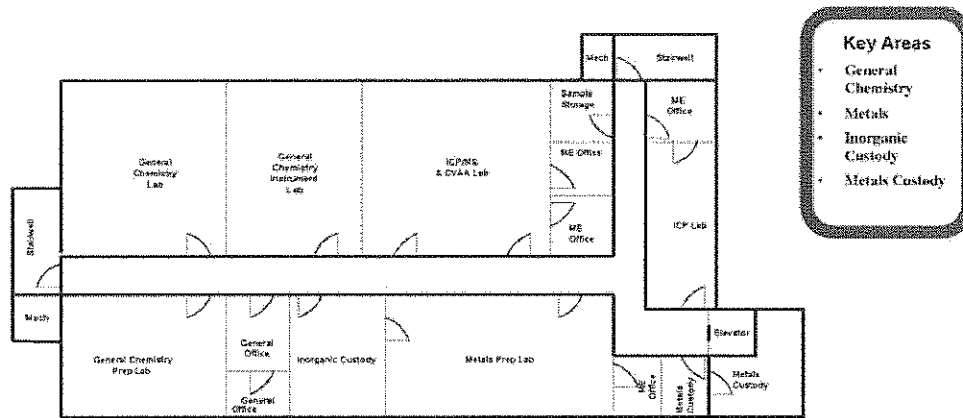 Key Areas
General
Chemistry
Metals
Inorganic
Custody
Metals Custody
Mech
Stairwell
Sample
Storage
ME
Office
ME Office
ME
Office
General
Chemistry
Lab
General
Chemistry
Instrument
Lab
ICP/MS
& CVAA Lab
ICP Lab
Stairwell
Mech
General Chemistry
Prep Lab
General
Office
General
Office
Inorganic Custody
Metals Prep Lab
ME
Office
Metals
Custody
Elevator
Metals
Custody